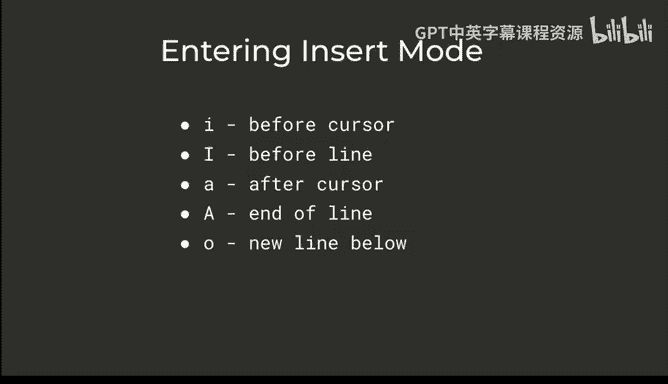 GPT中英字幕课程资源 bilibili
Entering Insert Mode
• i - before cursor
• I - before line
• a - after cursor
• A - end of line
• o - new line below